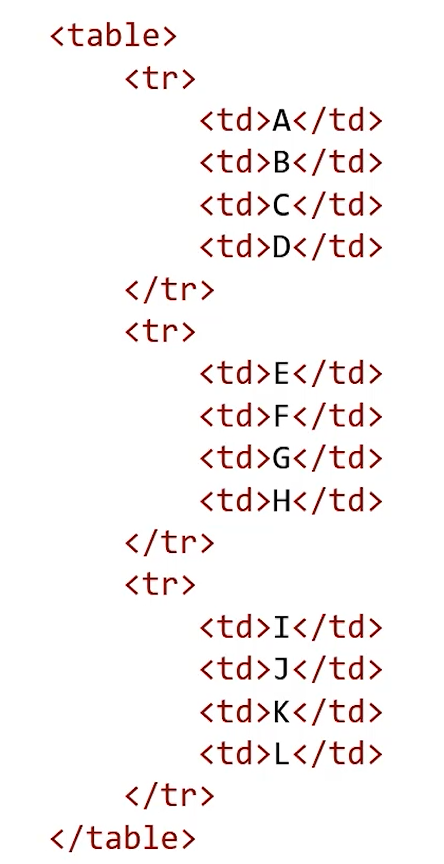 <table>
<tr>
<td>A</td>
<td>B</td>
<td>C</td>
<td>D</td>
</tr>
<tr>
<td>E</td>
<td>F</td>
<td>G</td>
<td>H</td>
</tr>
<tr>
<td>I</td>
<td>J</td>
<td>K</td>
<td>L</td>
</tr>
</table>